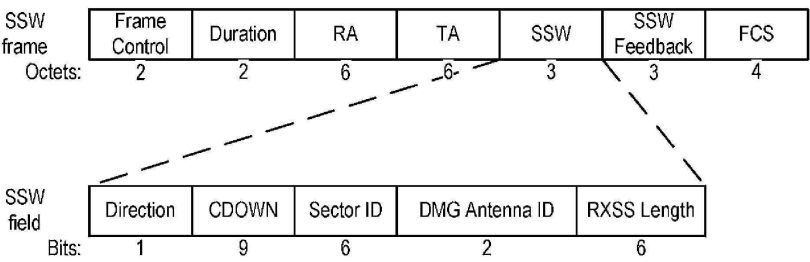 SSW frame
Frame Control
Duration
RA
TA
SSW
SSW Feedback
FCS
Octets: 2 2 6 6 3 3 4
SSW field
Direction
CDOWN
Sector ID
DMG Antenna ID
RXSS Length
Bits: 1 9 6 2 6